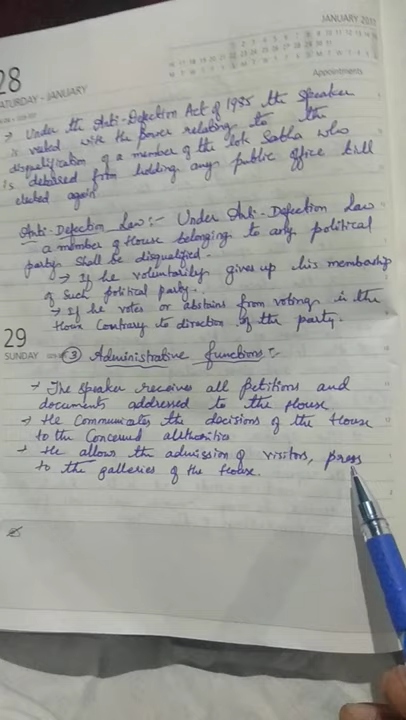 JANUARY 2011
28
SATURDAY - JANUARY
Appointments
→ Under the Anti-Defection Act of 1985 the Speaker
is vested with the power relating to the
disqualification of a member of the Lok Sabha who
is debarred from holding any public office till
elected again
Anti-Defection Law:- Under Anti-Defection Law
a member of House belonging to any political
party shall be disqualified.
→ If he voluntarily gives up his membership
of such political party.
→ If he votes or abstains from voting in the
House contrary to direction of the party.
29
SUNDAY
③ Administrative functions:-
→ The Speaker receives all petitions and
documents addressed to the House.
→ He communicates the decisions of the House
to the concerned
→ He allows the admission of visitors, press
to the galleries of the House.